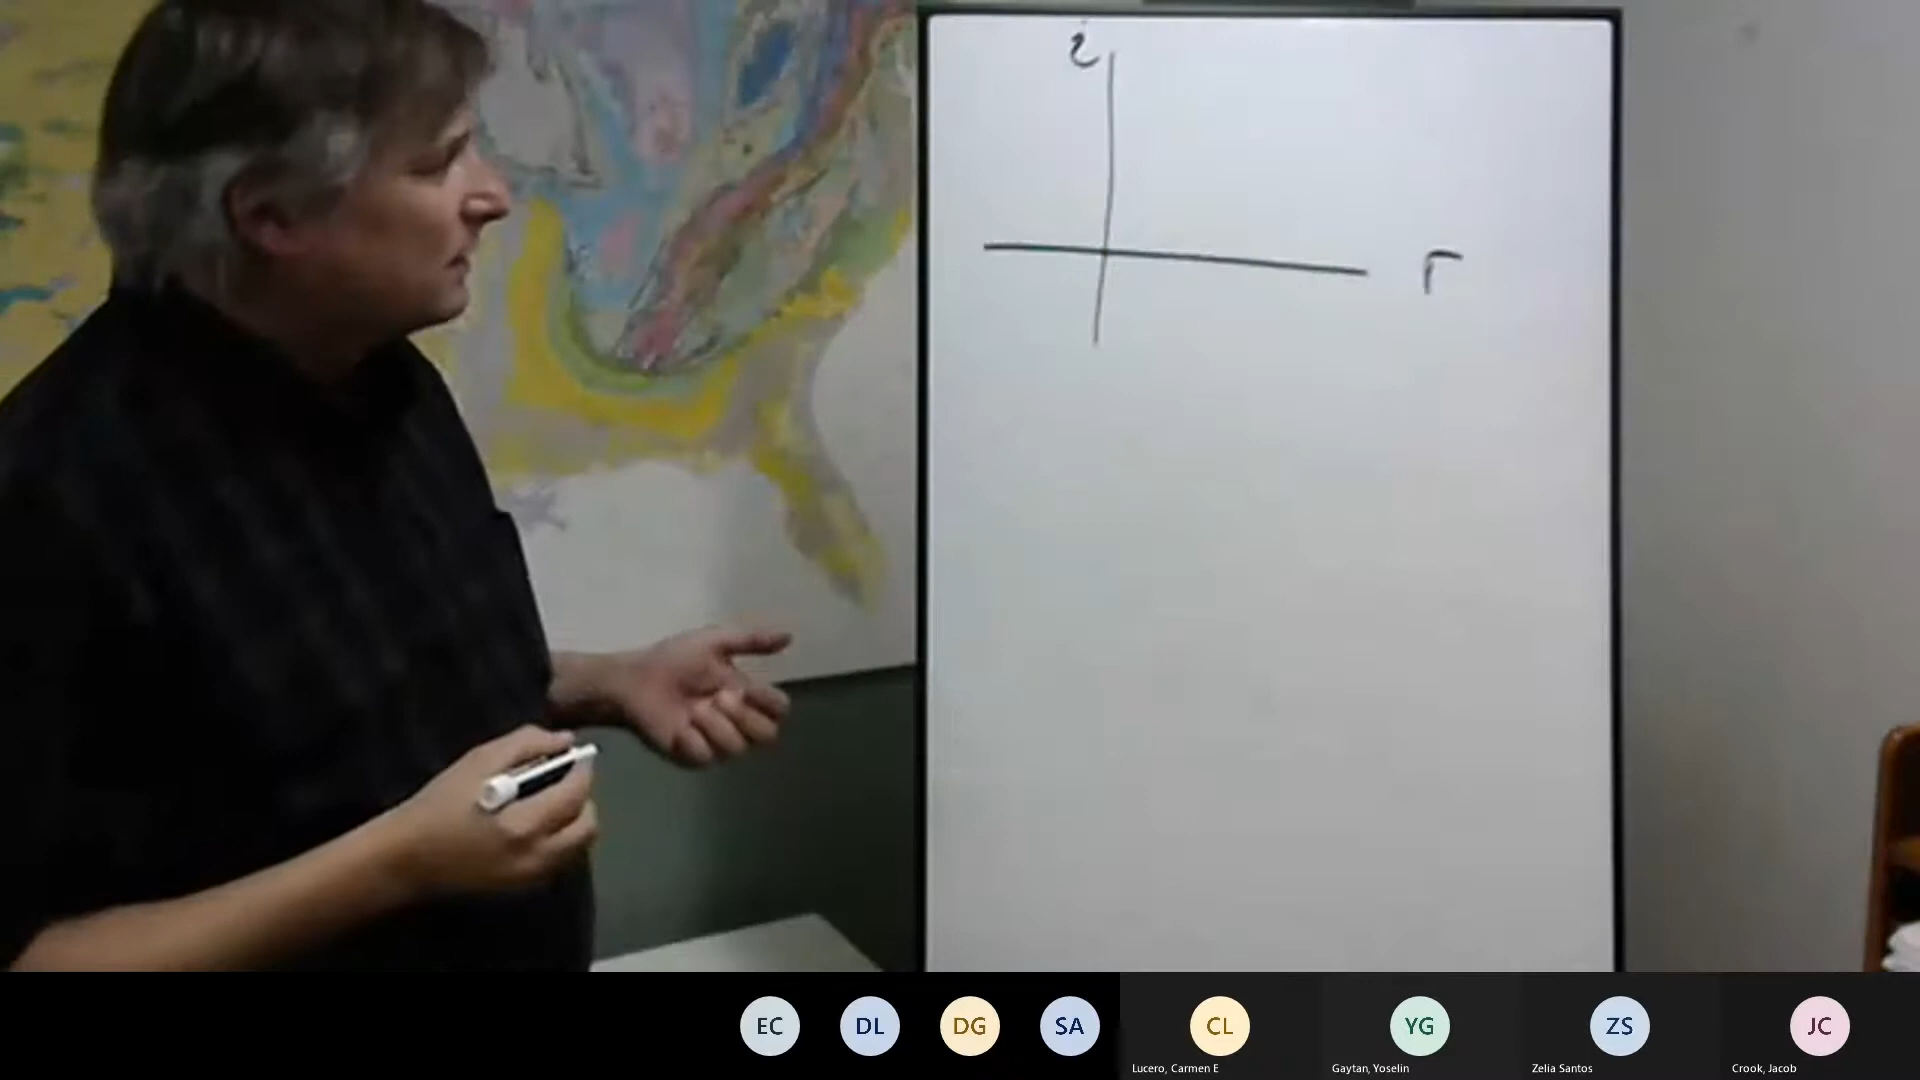 i
r
EC DL DG SA CL YG ZS JC
Lucero, Carmen E Gaytan, Yoselin Zelia Santos Crook, Jacob